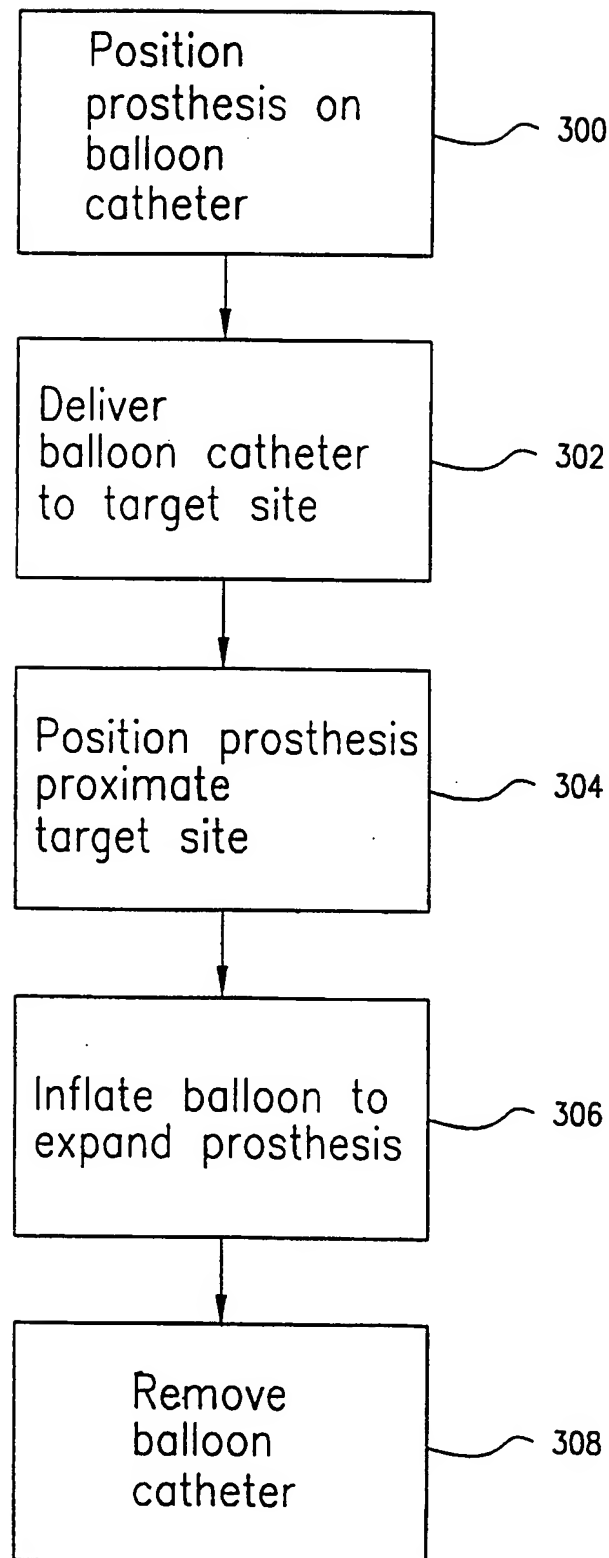 Position
prosthesis on
balloon
catheter
300
Deliver
balloon catheter
to target site
302
Position prosthesis
proximate
target site
304
Inflate balloon to
expand prosthesis
306
Remove
balloon
catheter
308